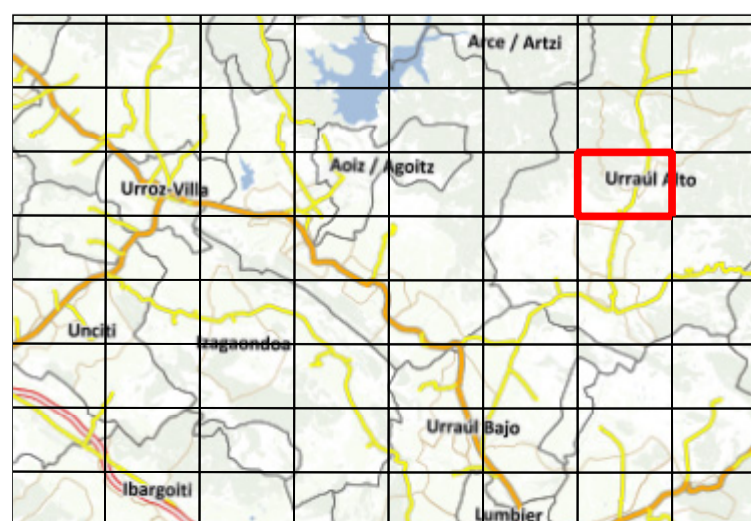 Arce / Artzi
Aoiz / Agoitz
Urraúl Alto
Urroz-Villa
Unciti
Izagaondoa
Urraúl Bajo
Ibargoiti
Lumbier